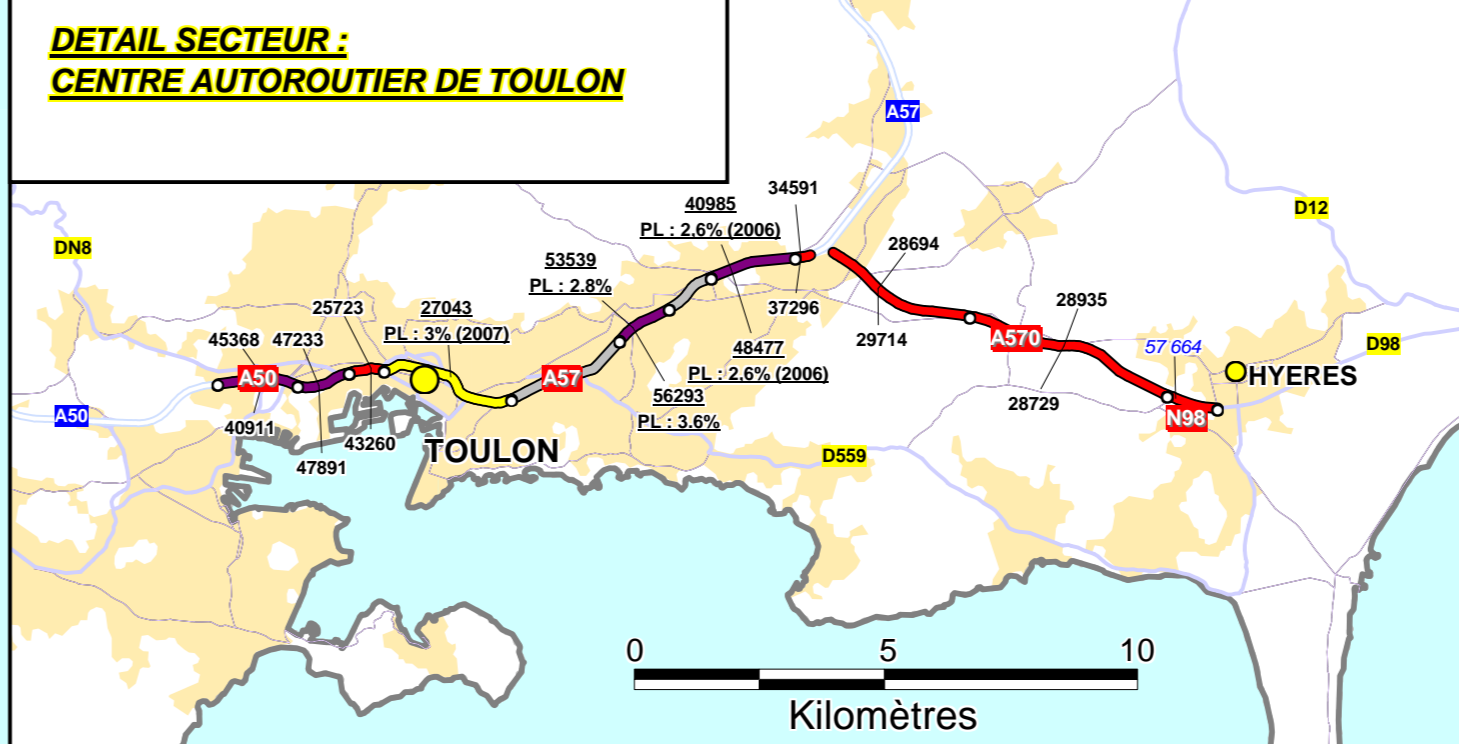 DETAIL SECTEUR :
CENTRE AUTOROUTIER DE TOULON
A57
34591
40985
PL : 2,6% (2006)
D12
DN8
28694
53539
PL : 2.8%
25723
27043
PL : 3% (2007)
37296
28935
45368
47233
29714
A570
48477
PL : 2,6% (2006)
57 664
D98
A50
A57
HYERES
56293
PL : 3.6%
28729
N98
A50
40911
43260
47891
TOULON
D559
0 5 10
Kilomètres